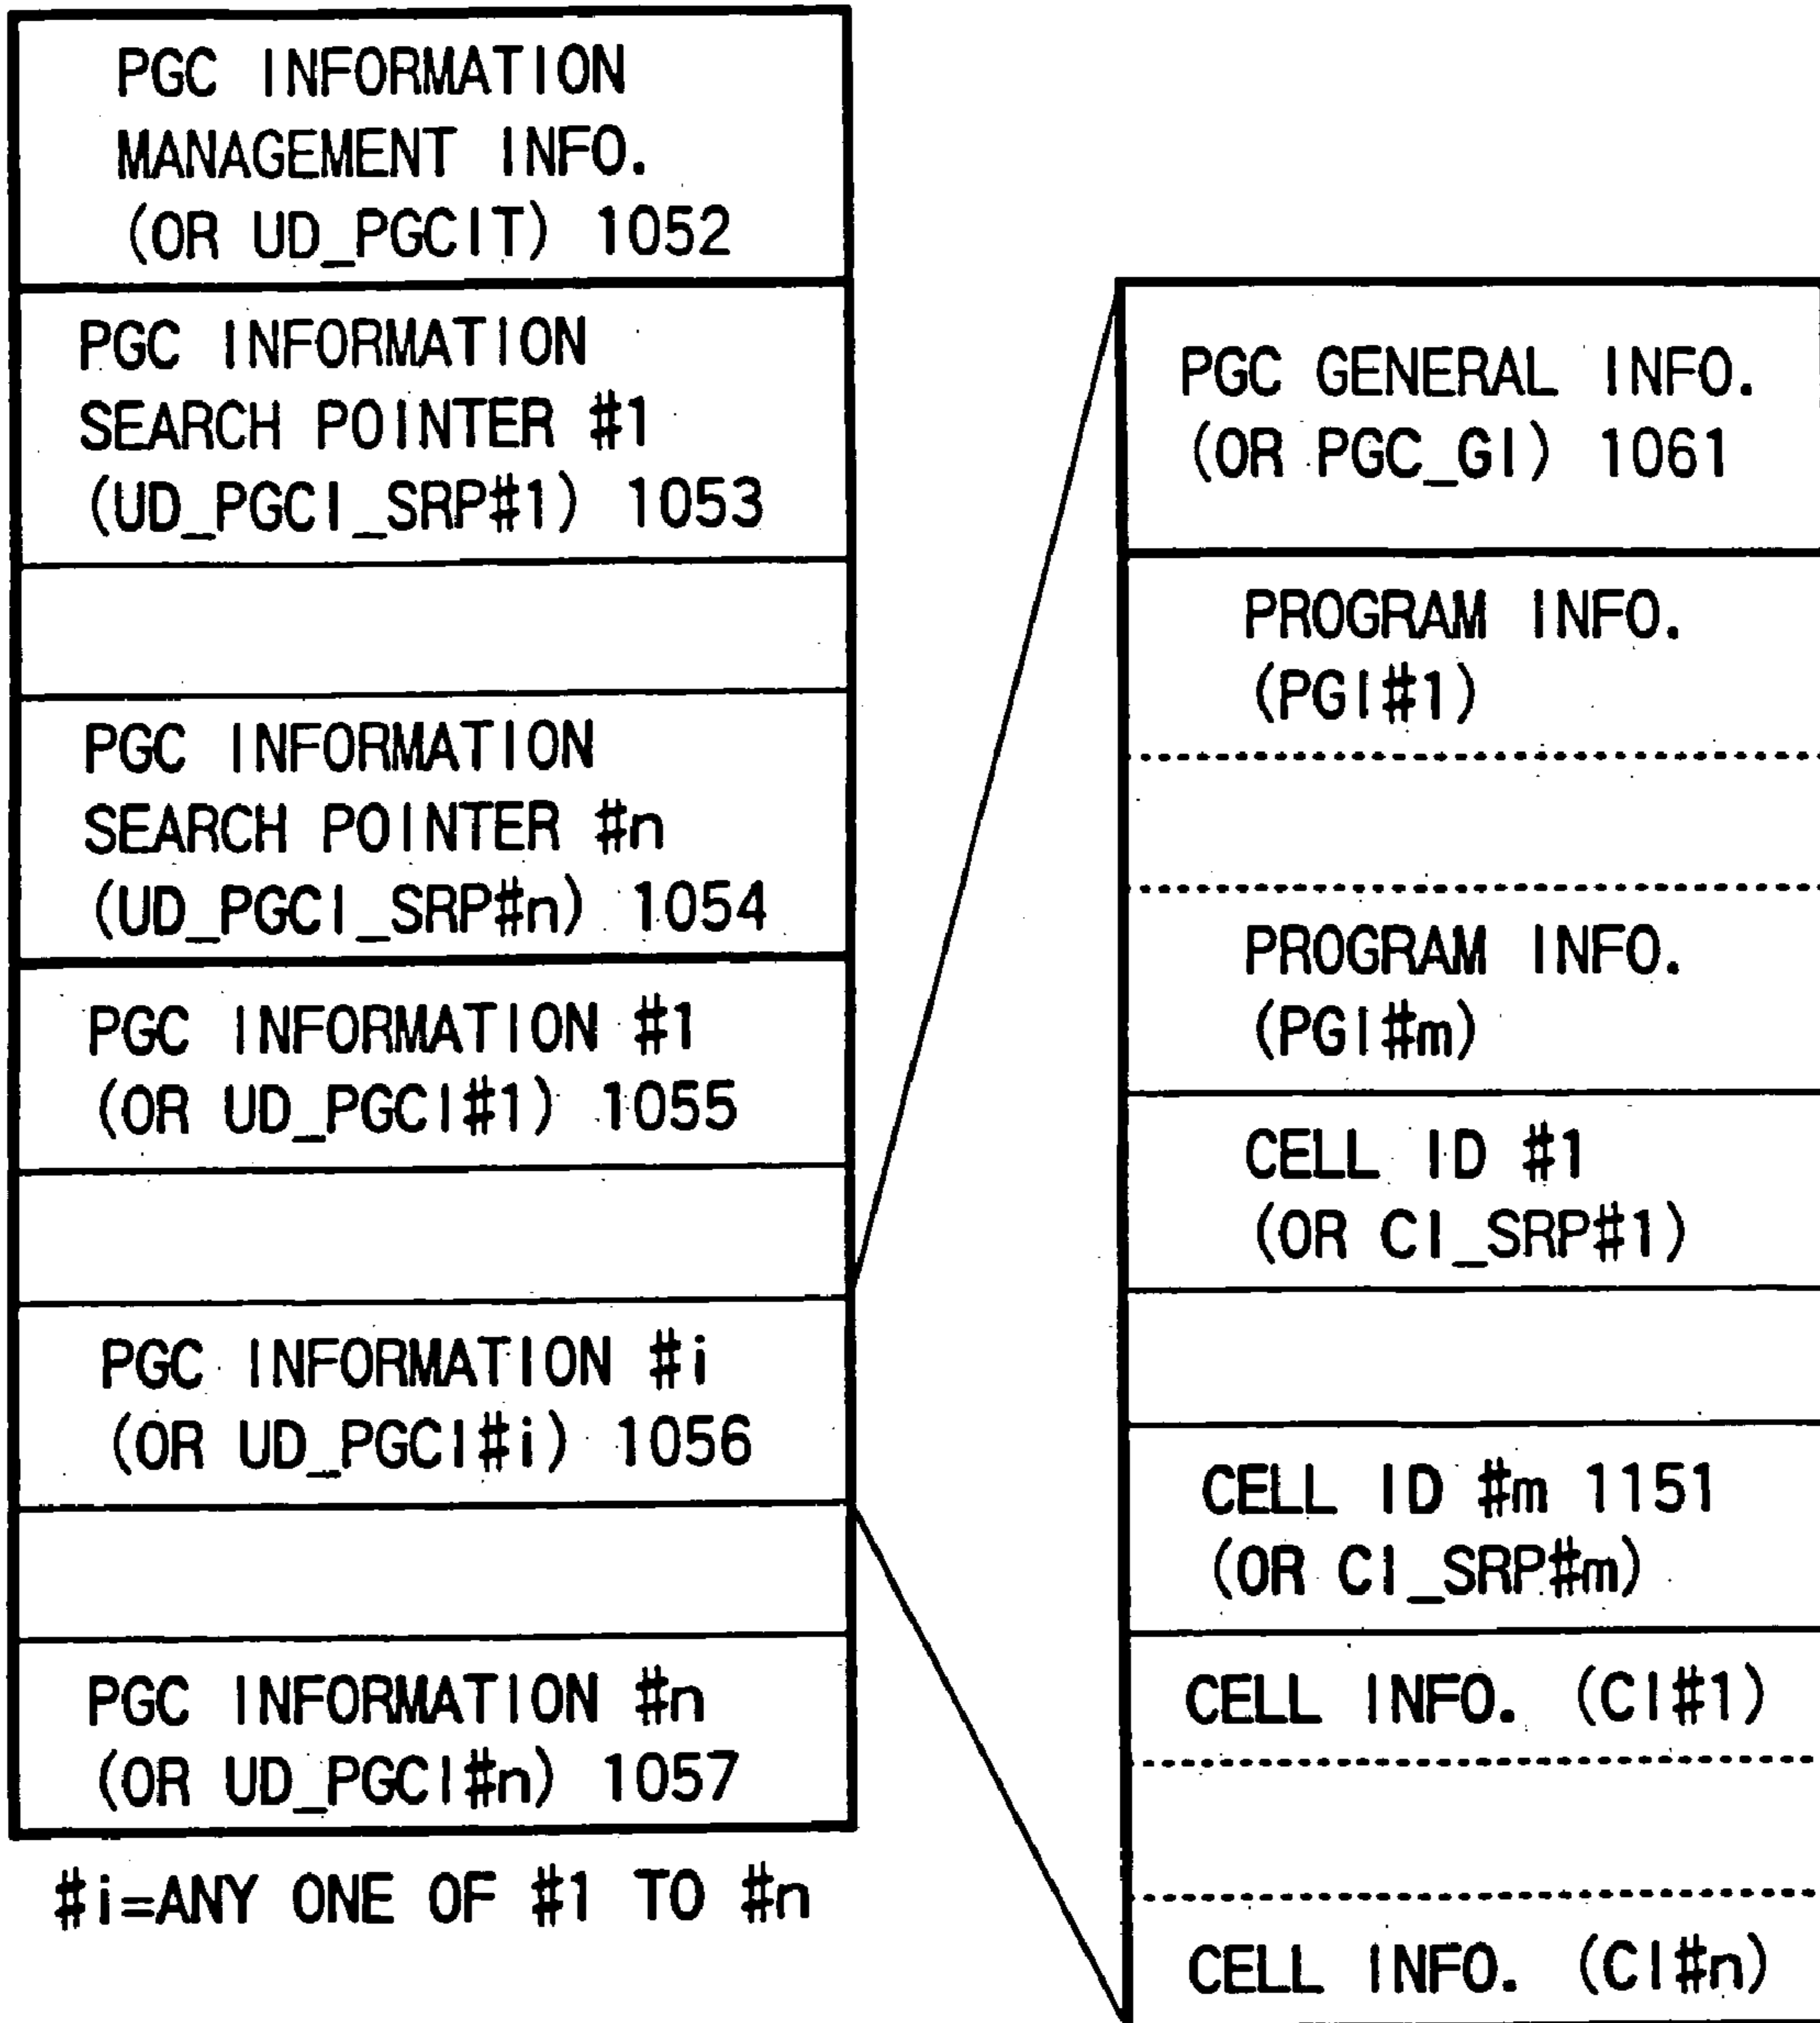 PGC INFORMATION
MANAGEMENT INFO.
(OR UD_PGCIT) 1052
PGC INFORMATION
SEARCH POINTER #1
(UD_PGCI_SRP#1) 1053
PGC INFORMATION
SEARCH POINTER #n
(UD_PGCI_SRP#n) 1054
PGC INFORMATION #1
(OR UD_PGCI#1) 1055
PGC INFORMATION #i
(OR UD_PGCI#i) 1056
PGC INFORMATION #n
(OR UD_PGCI#n) 1057
#i=ANY ONE OF #1 TO #n
PGC GENERAL INFO.
(OR PGC_GI) 1061
PROGRAM INFO.
(PGI#1)
PROGRAM INFO.
(PGI#m)
CELL ID #1
(OR CI_SRP#1)
CELL ID #m 1151
(OR CI_SRP#m)
CELL INFO. (CI#1)
CELL INFO. (CI#n)